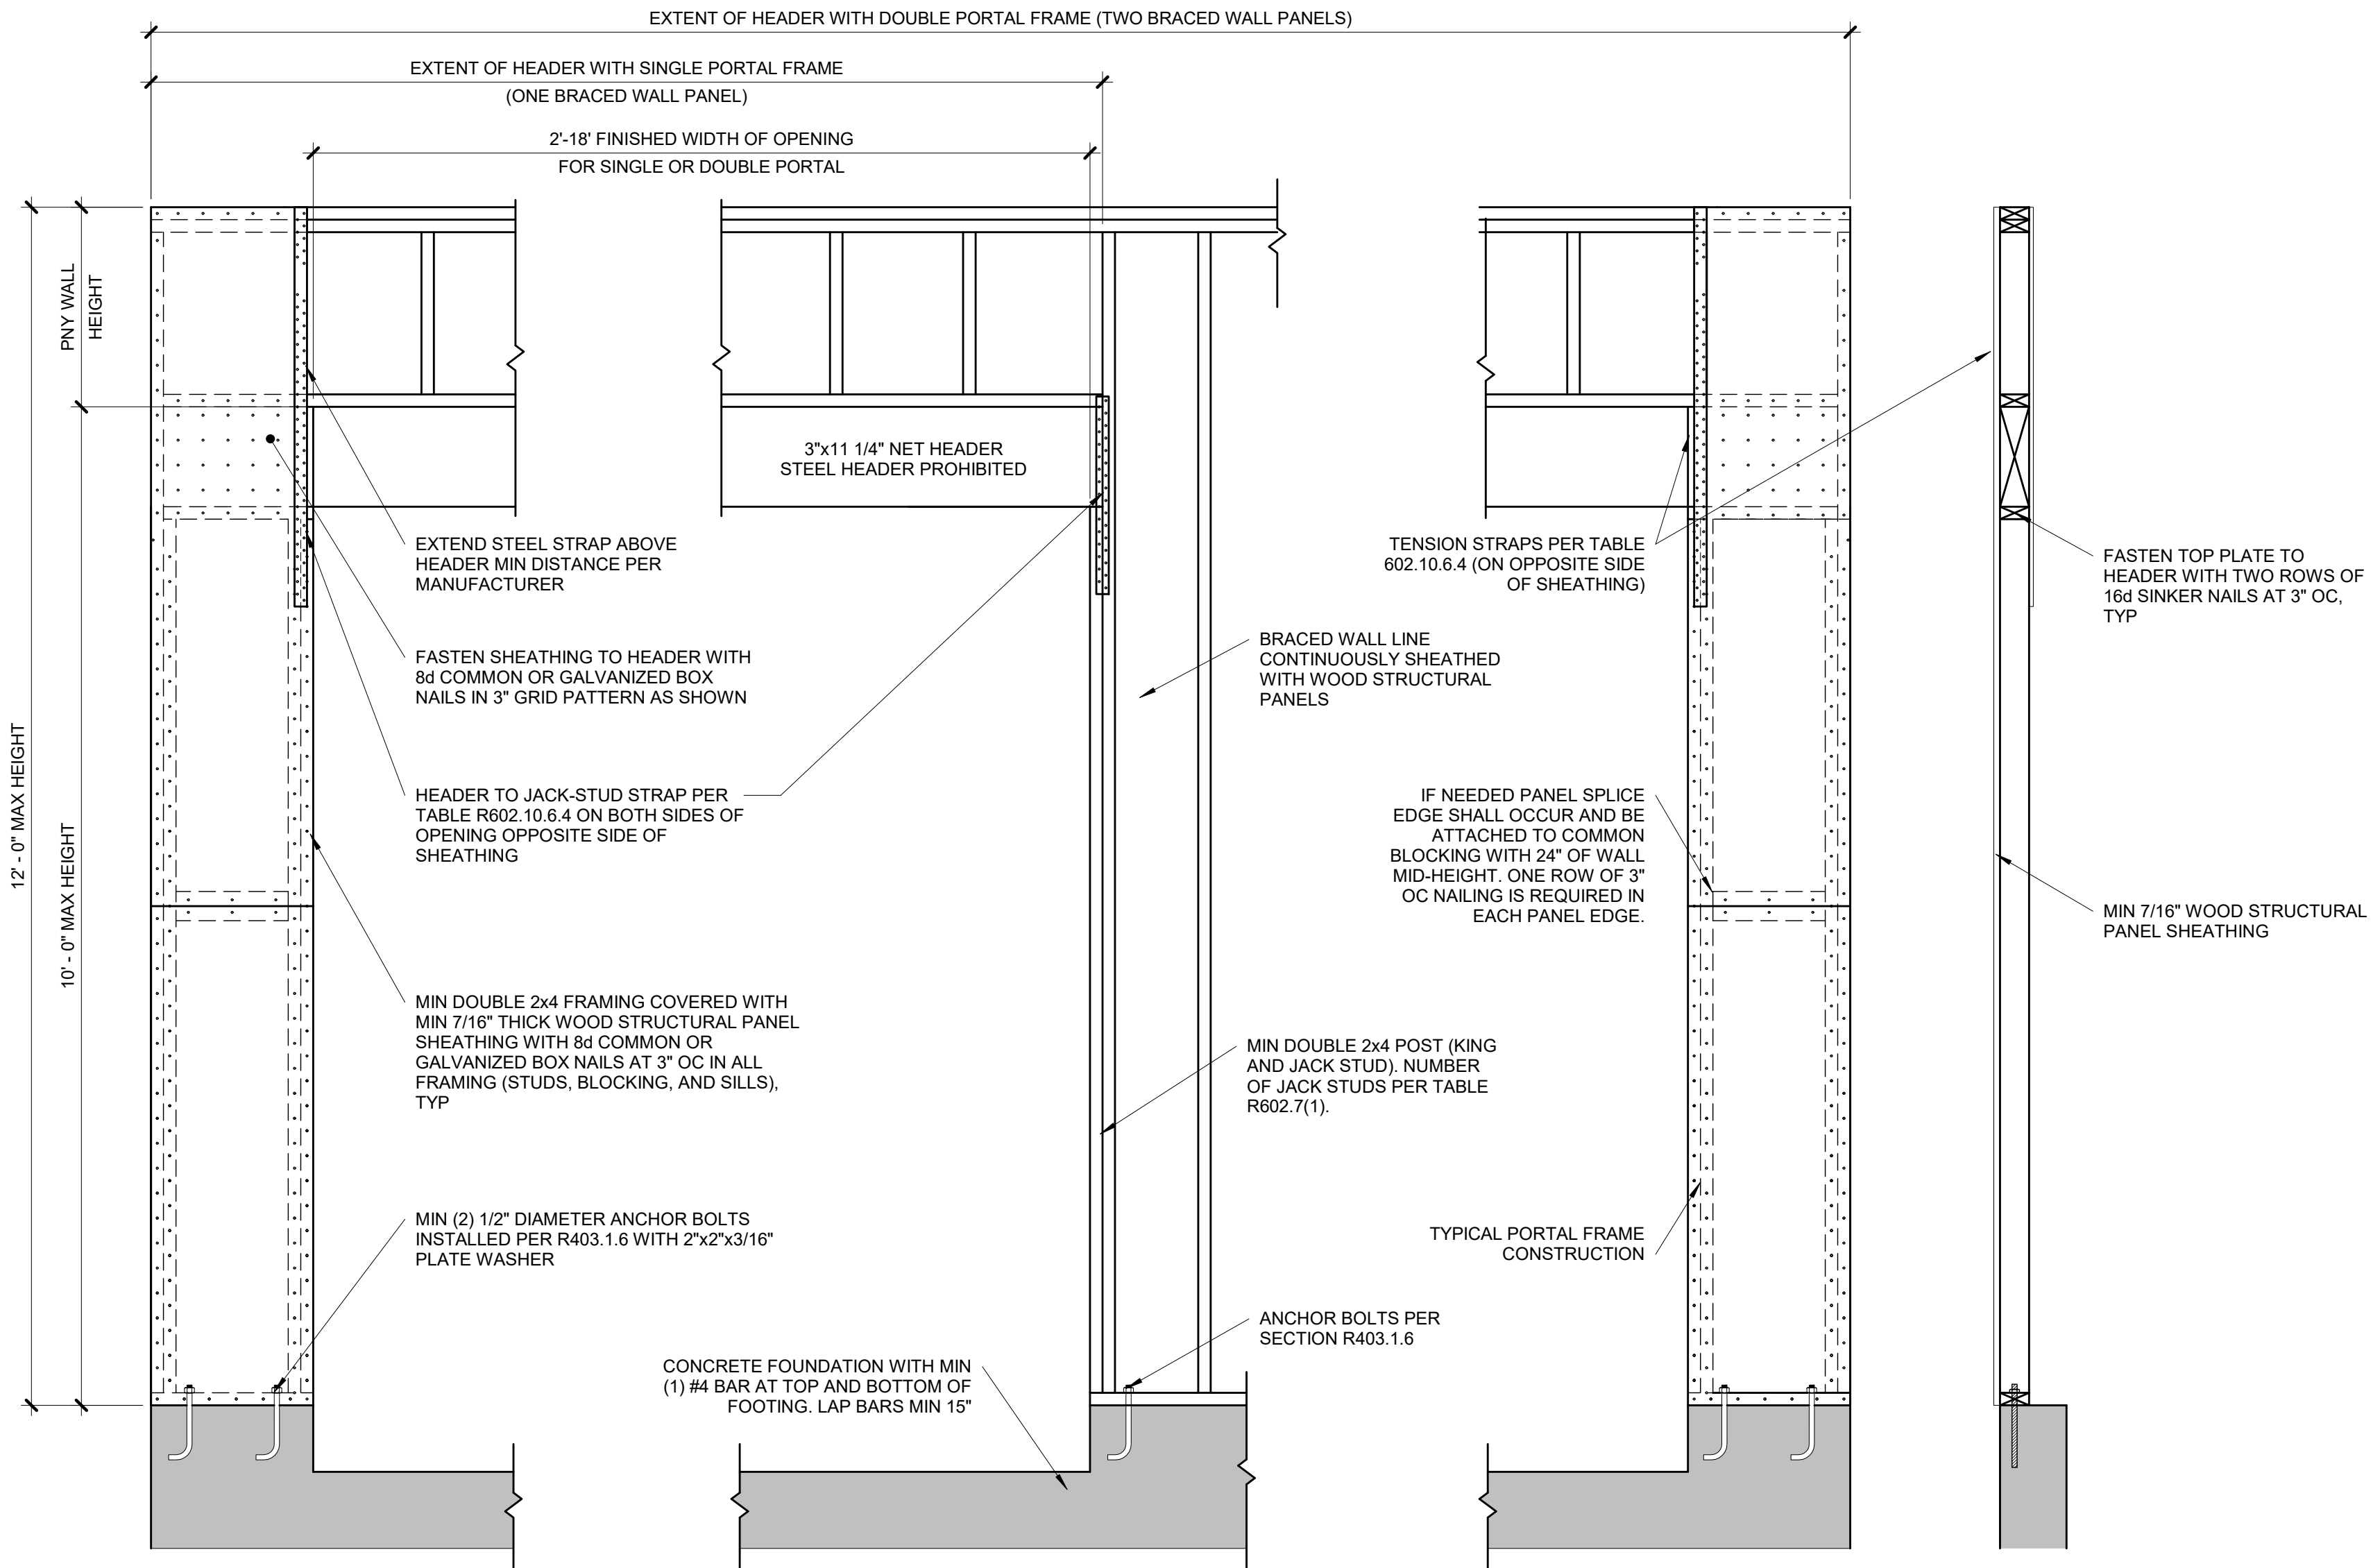 EXTENT OF HEADER WITH DOUBLE PORTAL FRAME (TWO BRACED WALL PANELS)
EXTENT OF HEADER WITH SINGLE PORTAL FRAME
(ONE BRACED WALL PANEL)
2'-18' FINISHED WIDTH OF OPENING
FOR SINGLE OR DOUBLE PORTAL
PNY WALL
HEIGHT
12' - 0" MAX HEIGHT
10' - 0" MAX HEIGHT
3"x11 1/4" NET HEADER
STEEL HEADER PROHIBITED
EXTEND STEEL STRAP ABOVE
HEADER MIN DISTANCE PER
MANUFACTURER
FASTEN SHEATHING TO HEADER WITH
8d COMMON OR GALVANIZED BOX
NAILS IN 3" GRID PATTERN AS SHOWN
HEADER TO JACK-STUD STRAP PER
TABLE R602.10.6.4 ON BOTH SIDES OF
OPENING OPPOSITE SIDE OF
SHEATHING
MIN DOUBLE 2x4 FRAMING COVERED WITH
MIN 7/16" THICK WOOD STRUCTURAL PANEL
SHEATHING WITH 8d COMMON OR
GALVANIZED BOX NAILS AT 3" OC IN ALL
FRAMING (STUDS, BLOCKING, AND SILLS),
TYP
MIN (2) 1/2" DIAMETER ANCHOR BOLTS
INSTALLED PER R403.1.6 WITH 2"x2"x3/16"
PLATE WASHER
CONCRETE FOUNDATION WITH MIN
(1) #4 BAR AT TOP AND BOTTOM OF
FOOTING. LAP BARS MIN 15"
BRACED WALL LINE
CONTINUOUSLY SHEATHED
WITH WOOD STRUCTURAL
PANELS
MIN DOUBLE 2x4 POST (KING
AND JACK STUD). NUMBER
OF JACK STUDS PER TABLE
R602.7(1).
ANCHOR BOLTS PER
SECTION R403.1.6
TENSION STRAPS PER TABLE
602.10.6.4 (ON OPPOSITE SIDE
OF SHEATHING)
IF NEEDED PANEL SPLICE
EDGE SHALL OCCUR AND BE
ATTACHED TO COMMON
BLOCKING WITH 24" OF WALL
MID-HEIGHT. ONE ROW OF 3"
OC NAILING IS REQUIRED IN
EACH PANEL EDGE.
TYPICAL PORTAL FRAME
CONSTRUCTION
FASTEN TOP PLATE TO
HEADER WITH TWO ROWS OF
16d SINKER NAILS AT 3" OC,
TYP
MIN 7/16" WOOD STRUCTURAL
PANEL SHEATHING